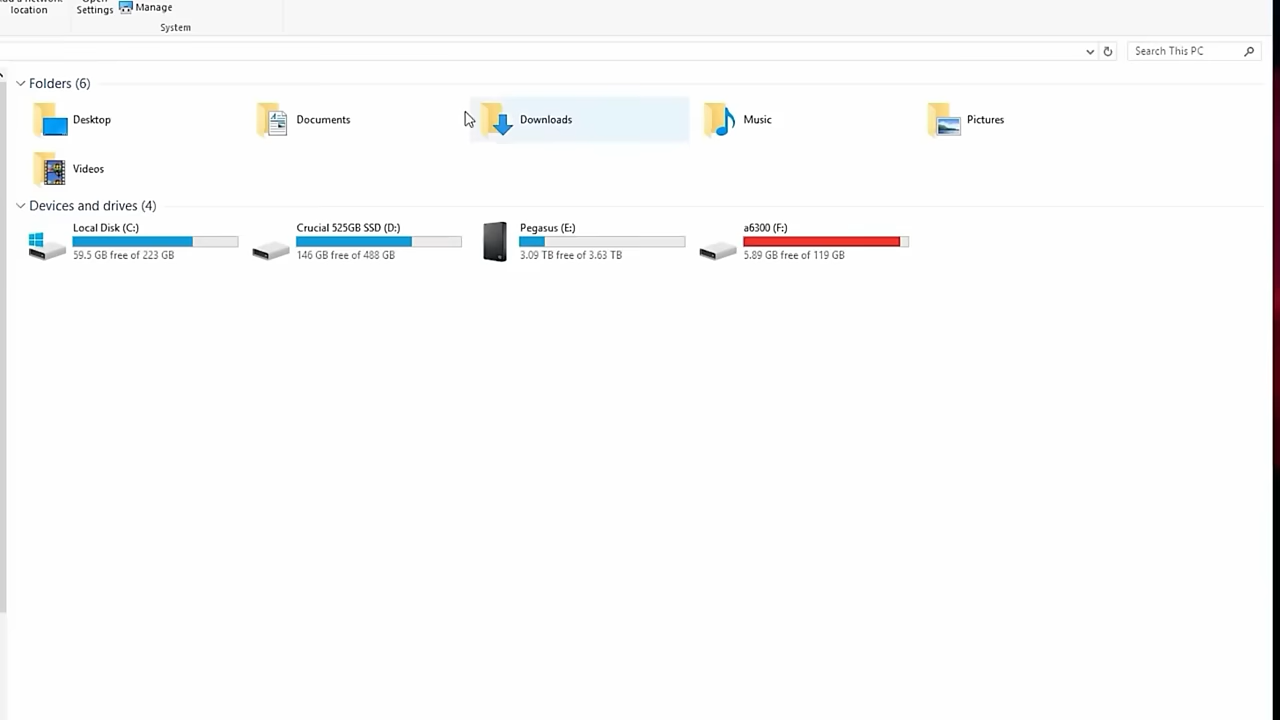 location
Open
Settings
Manage
System
Search This PC
Folders (6)
Desktop
Documents
Downloads
Music
Pictures
Videos
Devices and drives (4)
Local Disk (C:)
59.5 GB free of 223 GB
Crucial 525GB SSD (D:)
146 GB free of 488 GB
Pegasus (E:)
3.09 TB free of 3.63 TB
a6300 (F:)
5.89 GB free of 119 GB